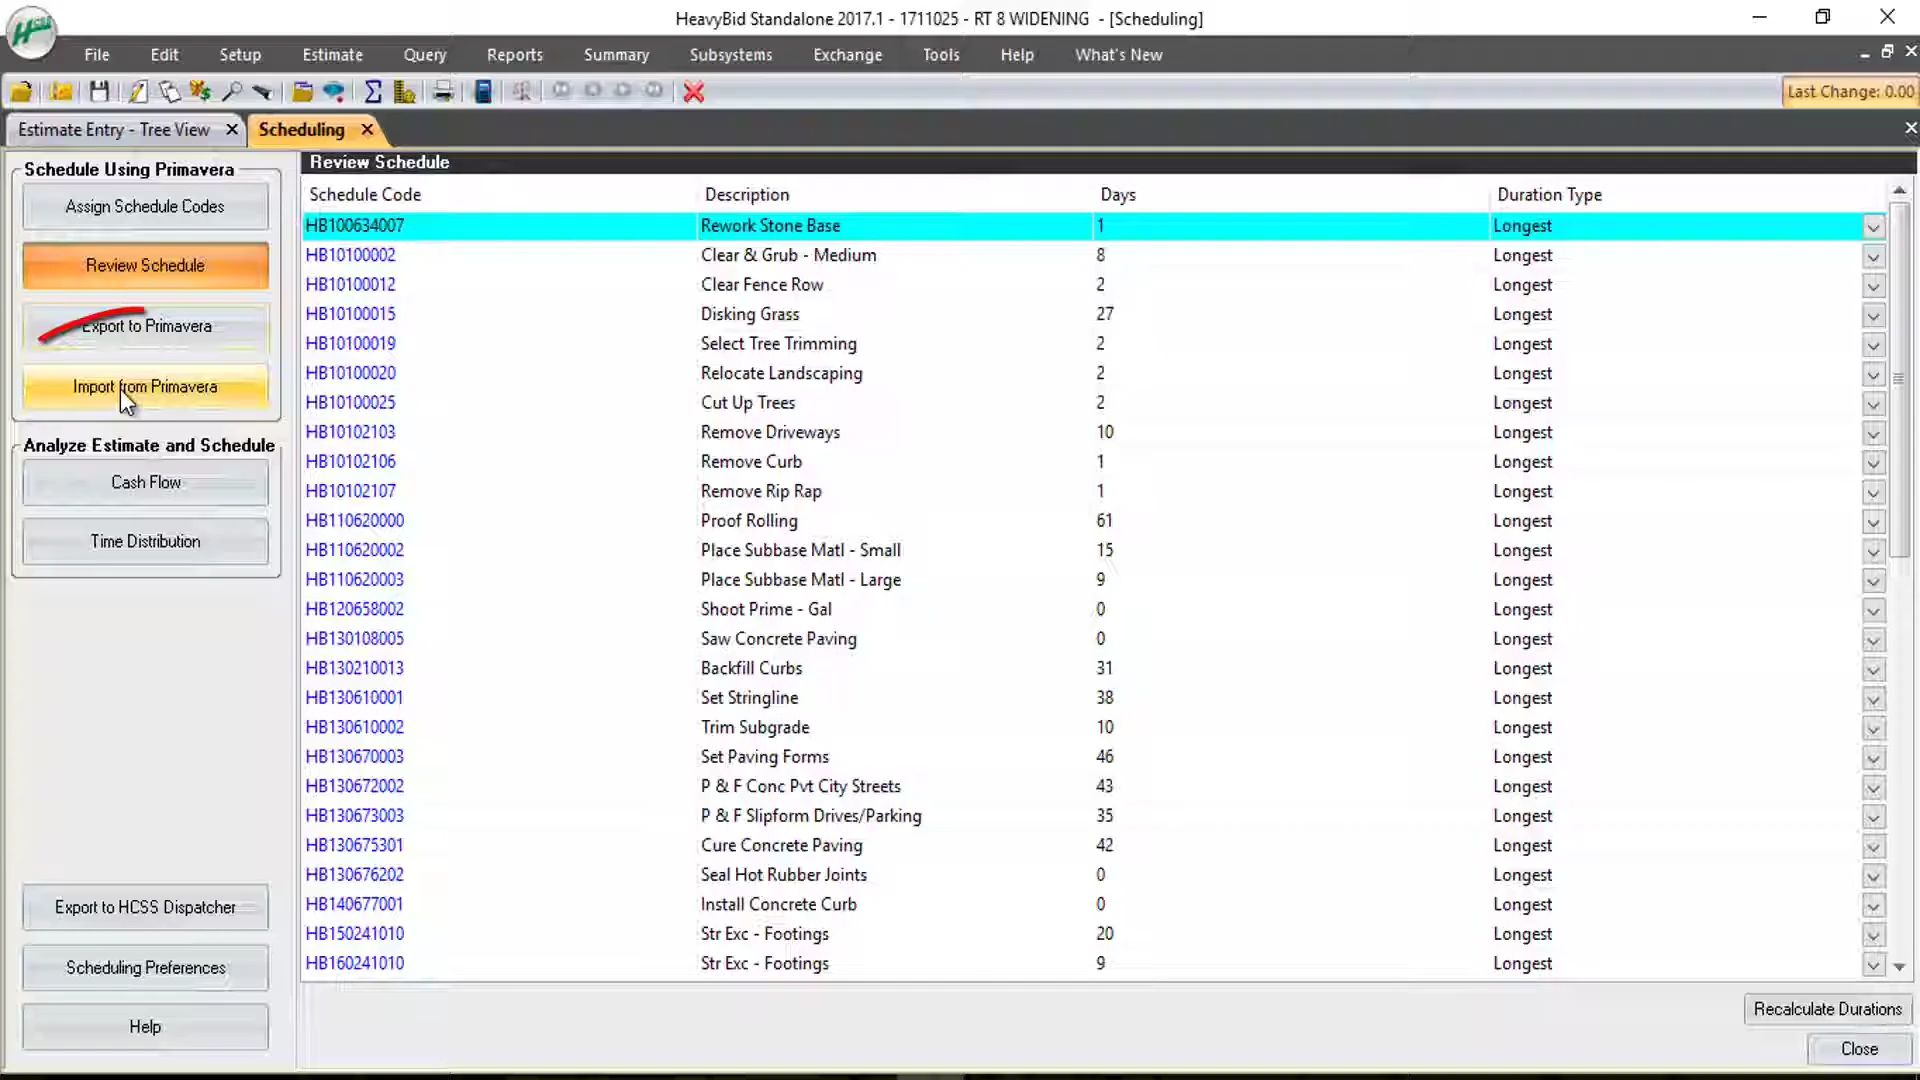 HCSS
HeavyBid Standalone 2017.1 - 1711025 - RT 8 WIDENING - [Scheduling]
File Edit Setup Estimate Query Reports Summary Subsystems Exchange Tools Help What's New
Last Change: 0.00
Estimate Entry - Tree View Scheduling
Schedule Using Primavera
Assign Schedule Codes
Review Schedule
Export to Primavera
Import from Primavera
Analyze Estimate and Schedule
Cash Flow
Time Distribution
Export to HCSS Dispatcher
Scheduling Preferences
Help
Review Schedule
Schedule Code Description Days Duration Type
HB100634007 Rework Stone Base 1 Longest
HB10100002 Clear & Grub - Medium 8 Longest
HB10100012 Clear Fence Row 2 Longest
HB10100015 Disking Grass 27 Longest
HB10100019 Select Tree Trimming 2 Longest
HB10100020 Relocate Landscaping 2 Longest
HB10100025 Cut Up Trees 2 Longest
HB10102103 Remove Driveways 10 Longest
HB10102106 Remove Curb 1 Longest
HB10102107 Remove Rip Rap 1 Longest
HB110620000 Proof Rolling 61 Longest
HB110620002 Place Subbase Matl - Small 15 Longest
HB110620003 Place Subbase Matl - Large 9 Longest
HB120658002 Shoot Prime - Gal 0 Longest
HB130108005 Saw Concrete Paving 0 Longest
HB130210013 Backfill Curbs 31 Longest
HB130610001 Set Stringline 38 Longest
HB130610002 Trim Subgrade 10 Longest
HB130670003 Set Paving Forms 46 Longest
HB130672002 P & F Conc Pvt City Streets 43 Longest
HB130673003 P & F Slipform Drives/Parking 35 Longest
HB130675301 Cure Concrete Paving 42 Longest
HB130676202 Seal Hot Rubber Joints 0 Longest
HB140677001 Install Concrete Curb 0 Longest
HB150241010 Str Exc - Footings 20 Longest
HB160241010 Str Exc - Footings 9 Longest
Recalculate Durations
Close